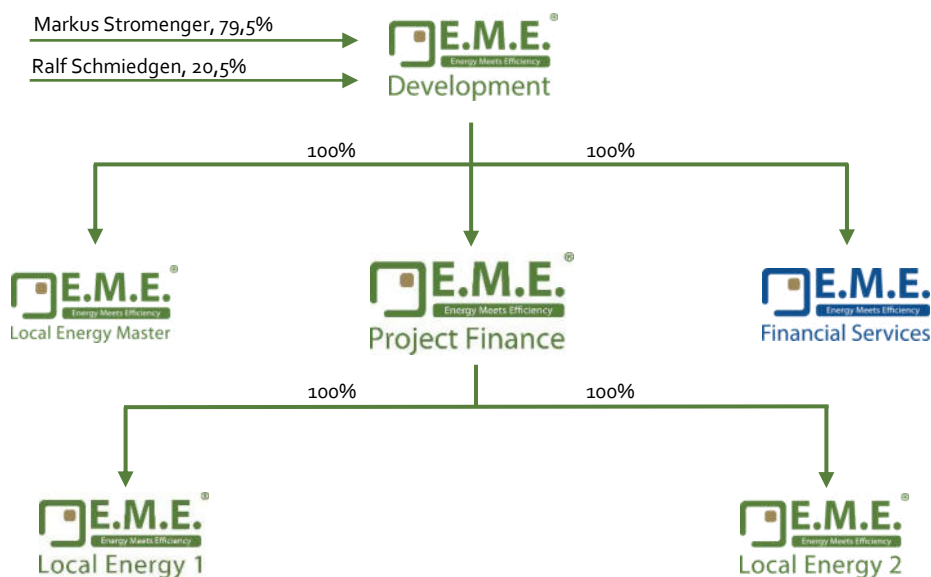 Markus Stromenger, 79,5%
Ralf Schmiedgen, 20,5%
E.M.E.®
Energy Meets Efficiency
Development
100%
100%
E.M.E.®
Energy Meets Efficiency
Local Energy Master
E.M.E.®
Energy Meets Efficiency
Project Finance
E.M.E.®
Energy Meets Efficiency
Financial Services
100%
100%
E.M.E.®
Energy Meets Efficiency
Local Energy 1
E.M.E.®
Energy Meets Efficiency
Local Energy 2